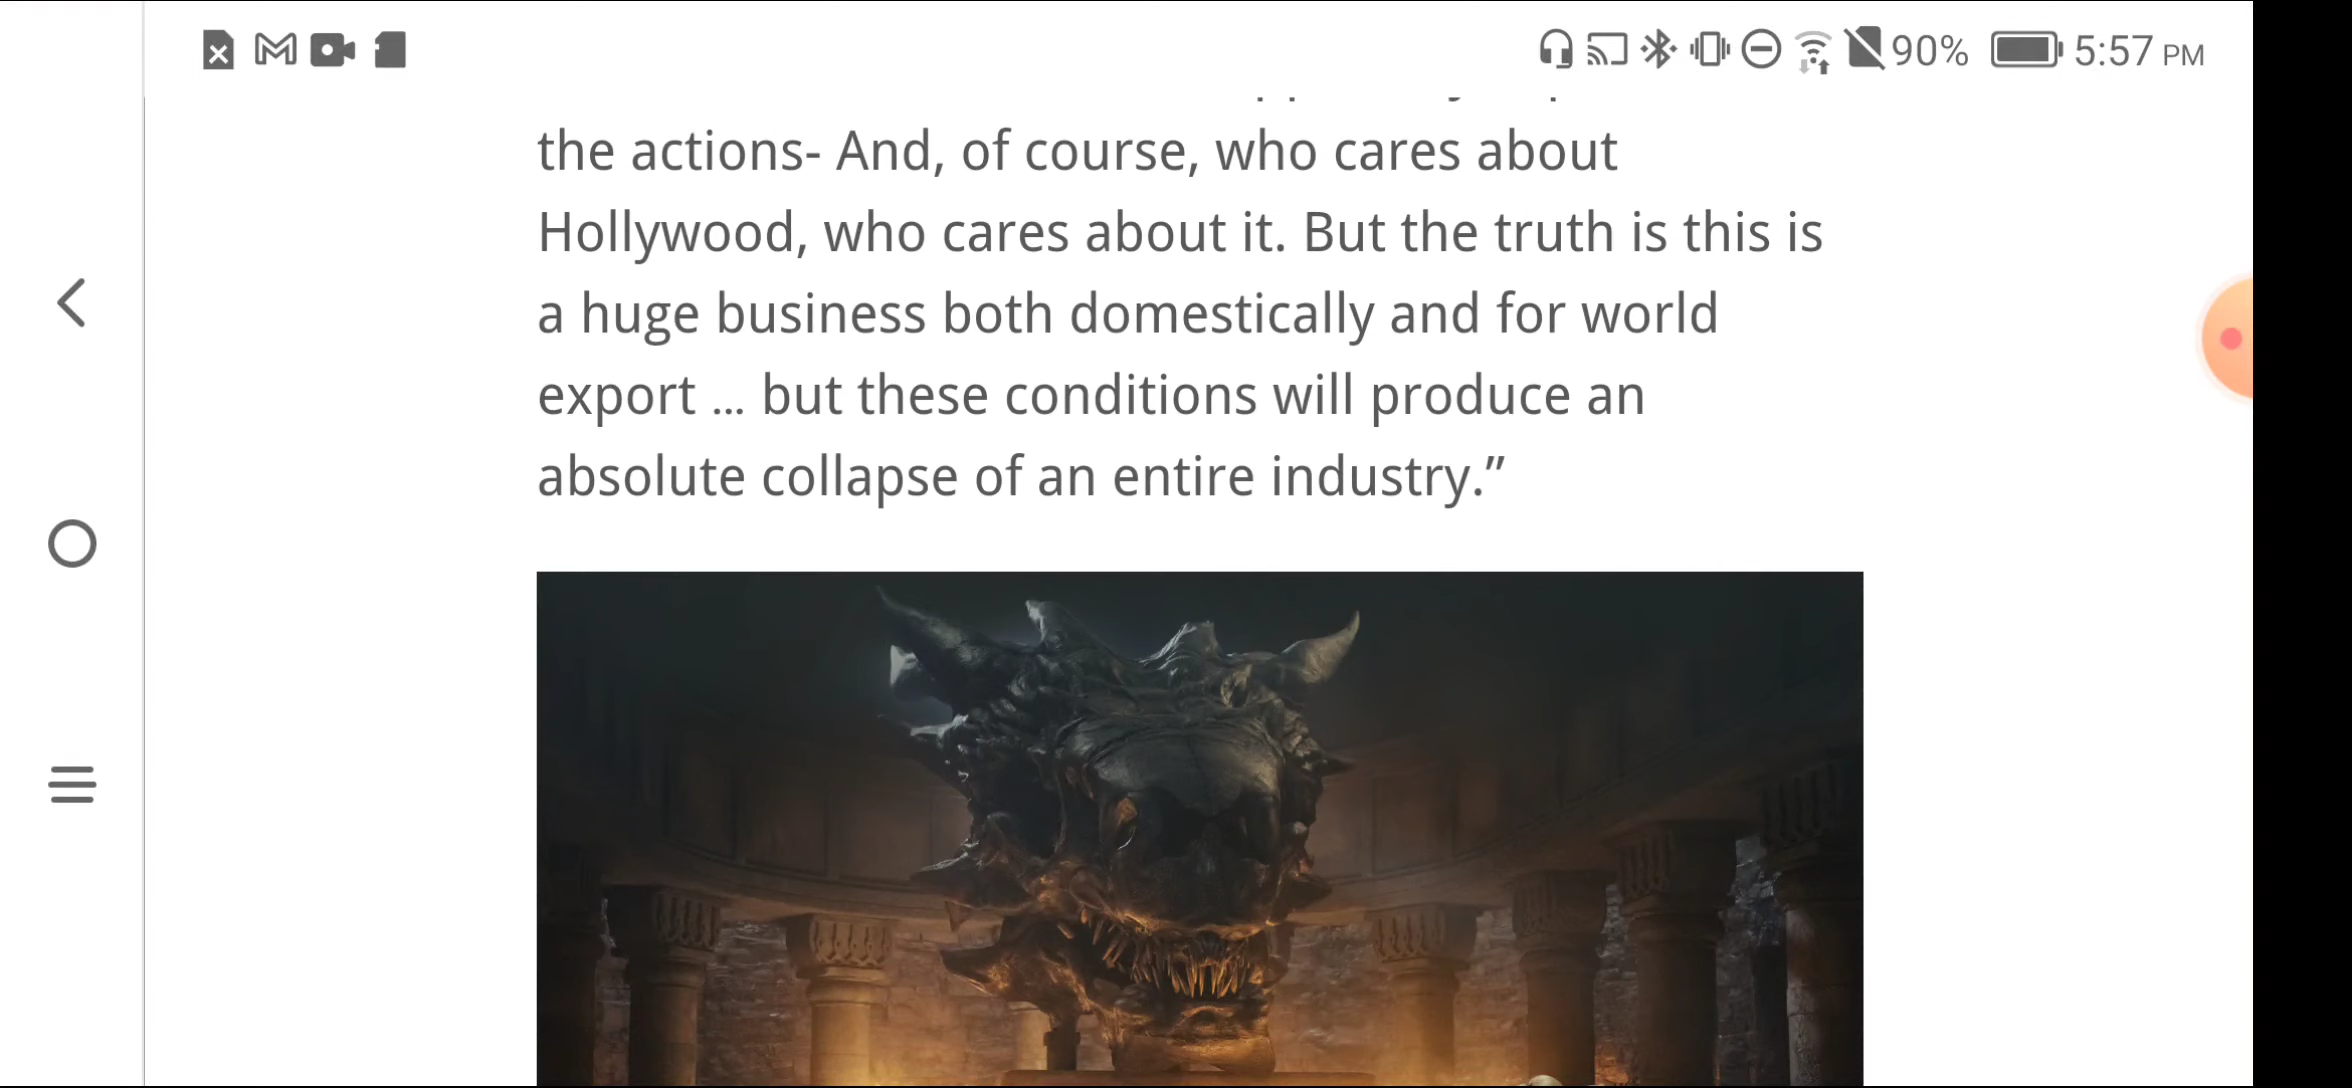 90% 5:57 PM
the actions- And, of course, who cares about
Hollywood, who cares about it. But the truth is this is
a huge business both domestically and for world
export ... but these conditions will produce an
absolute collapse of an entire industry.”